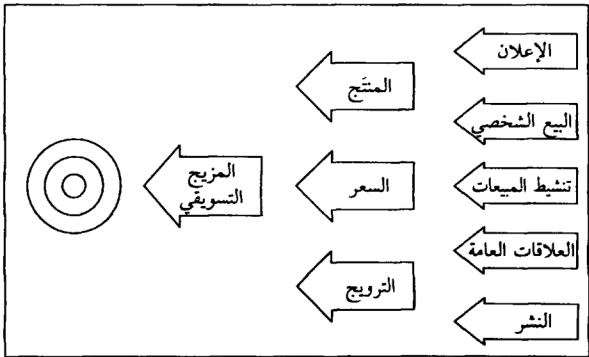 الإعلان
البيع الشخصي
تنشيط المبيعات
العلاقات العامة
النشر
المنتَج
السعر
الترويج
المزيج
التسويقي